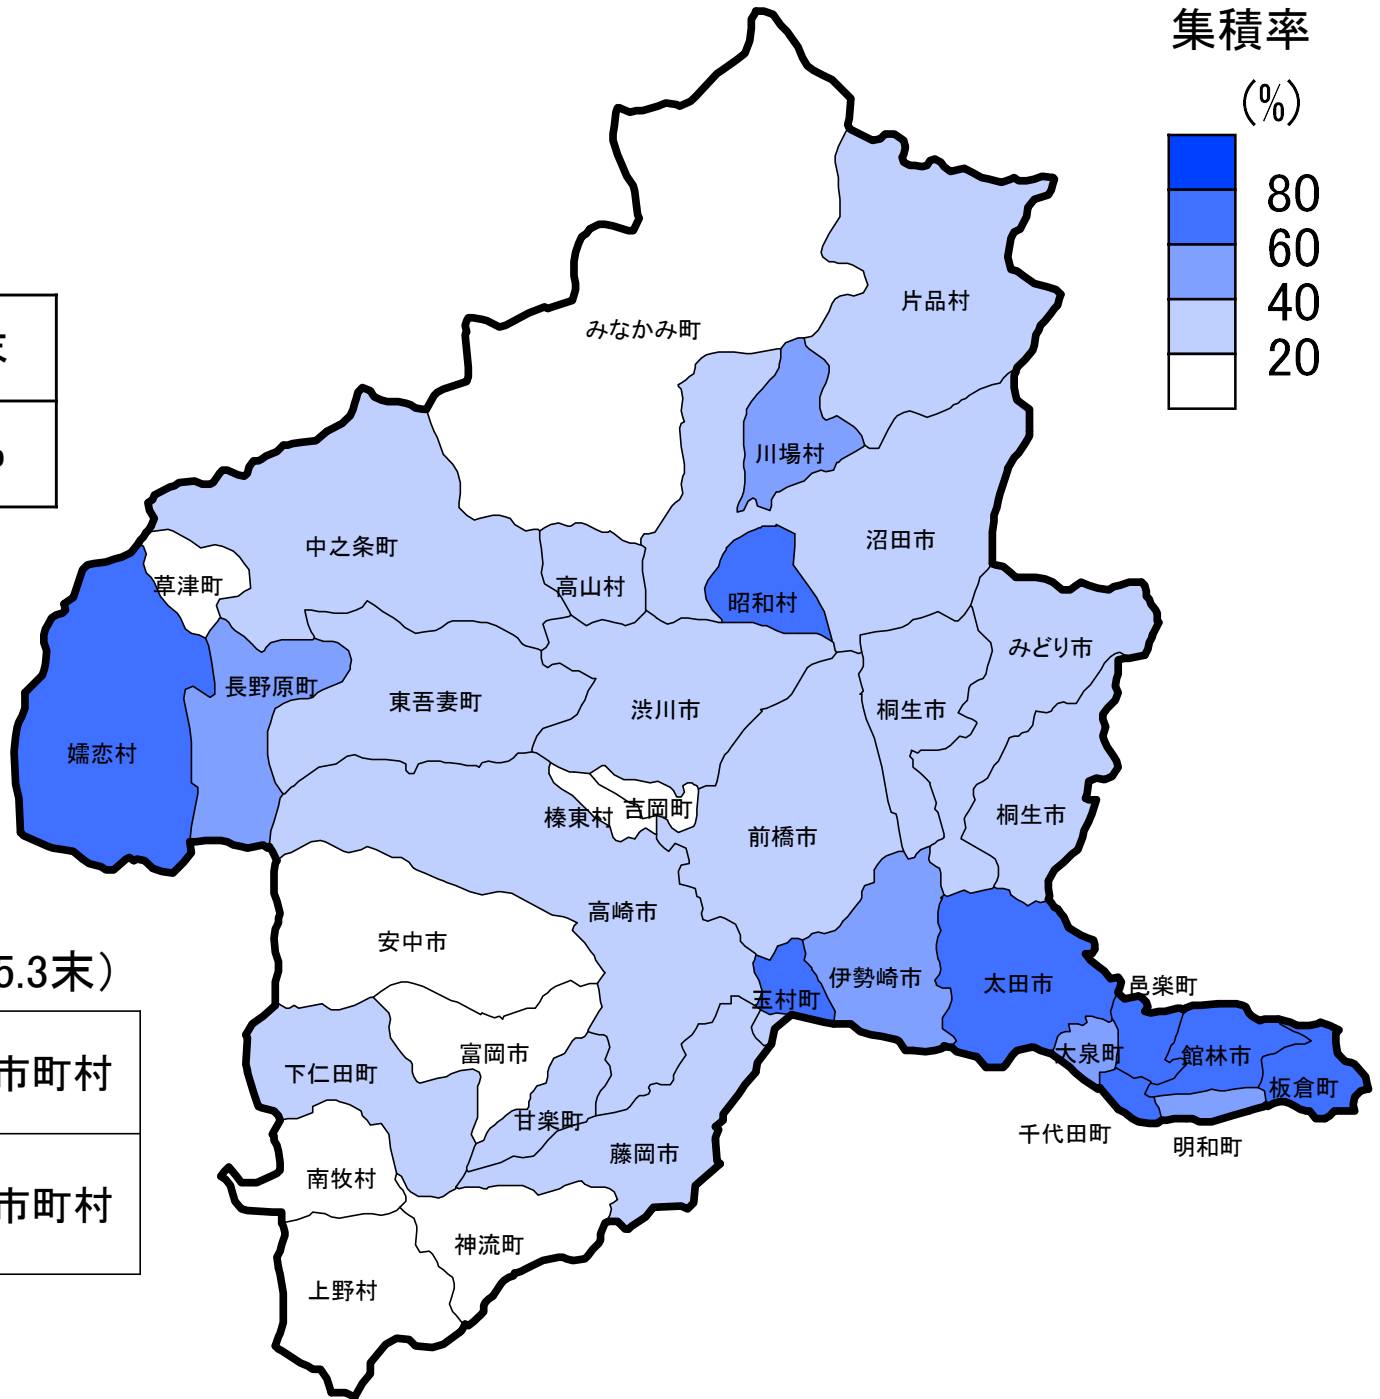 集積率
(%)
80
60
40
20
末
%
片品村
みなかみ町
川場村
沼田市
中之条町
草津町
高山村
昭和村
みどり市
長野原町
東吾妻町
渋川市
桐生市
嬬恋村
榛東村
吉岡町
前橋市
桐生市
高崎市
安中市
5.3末)
伊勢崎市
太田市
邑楽町
玉村町
富岡市
大泉町
館林市
市町村
下仁田町
板倉町
甘楽町
千代田町
明和町
藤岡市
南牧村
市町村
神流町
上野村